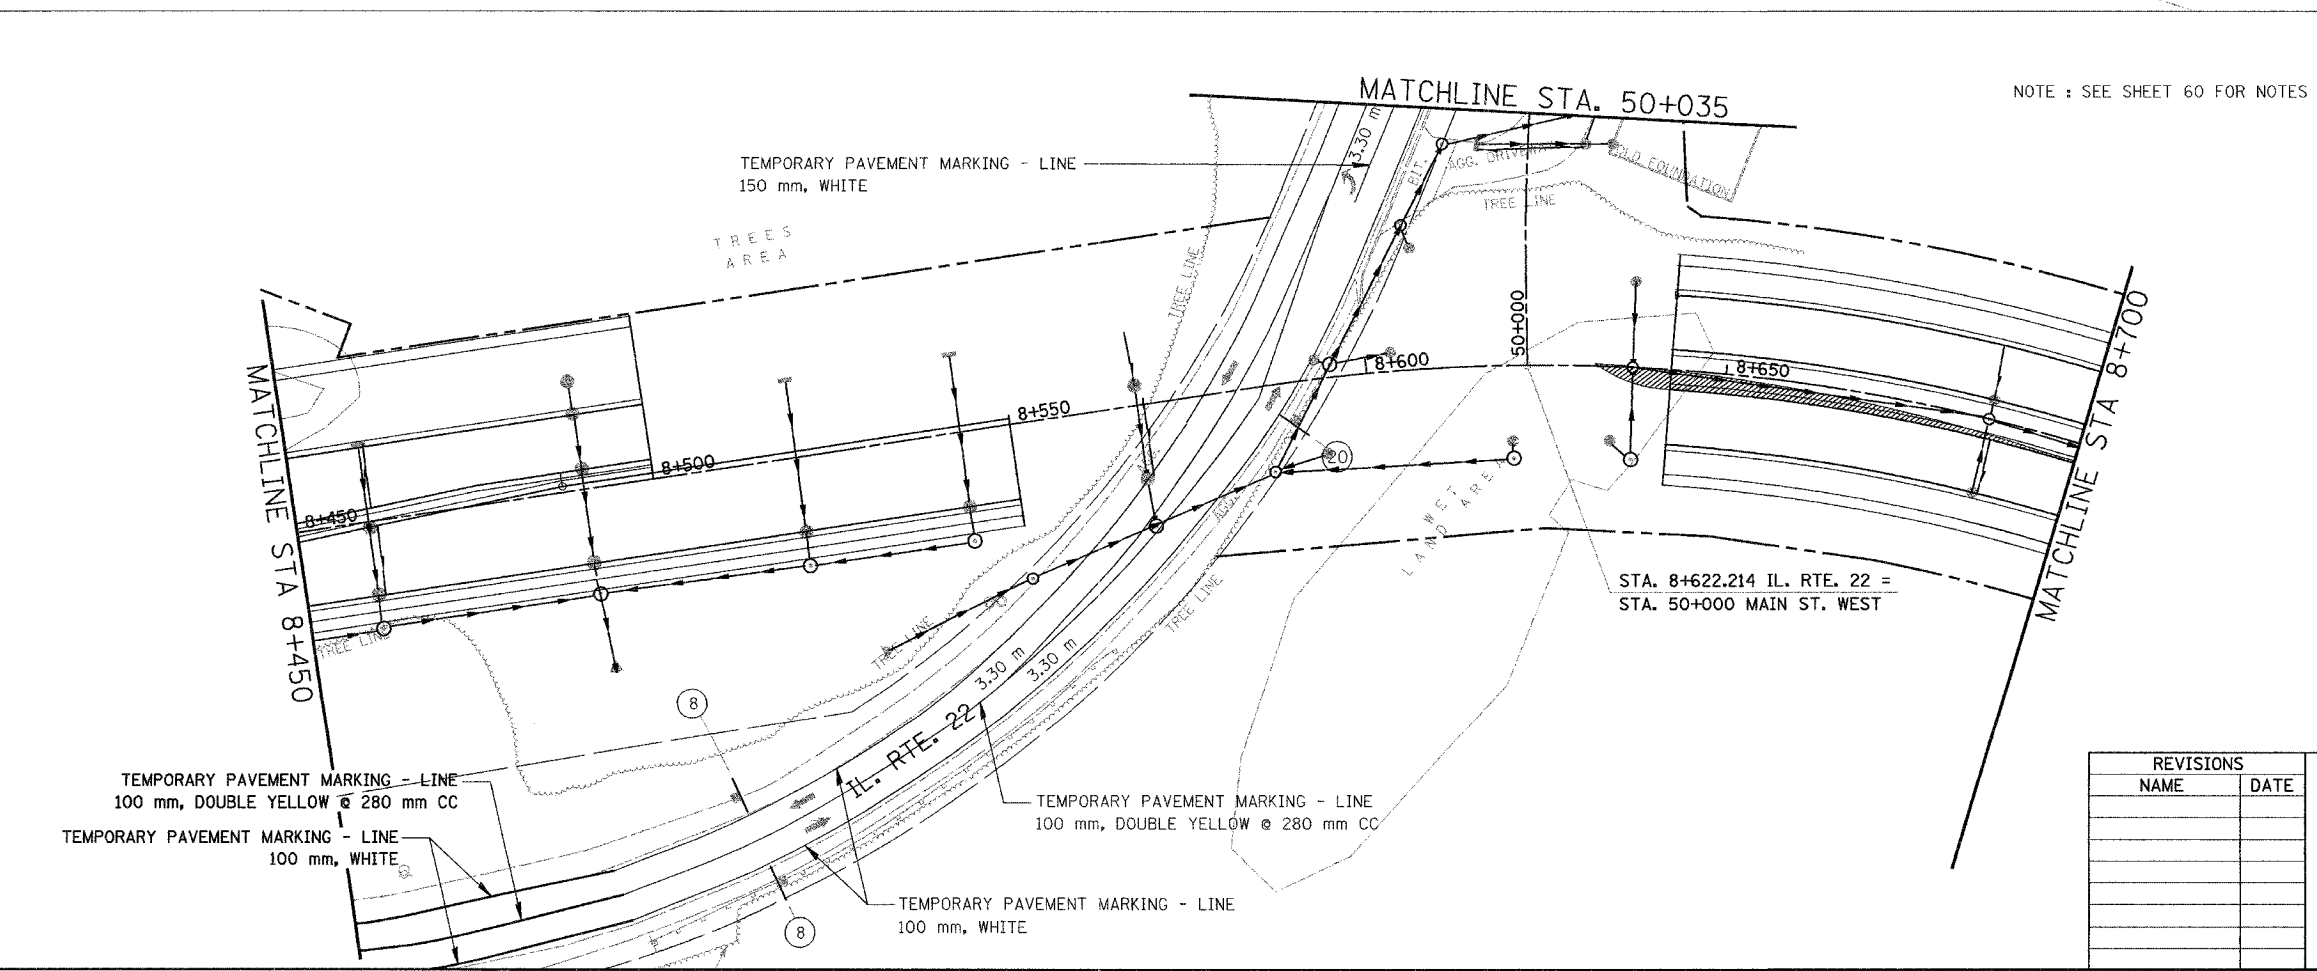 MATCHLINE STA. 50+035
NOTE : SEE SHEET 60 FOR NOTES
TEMPORARY PAVEMENT MARKING - LINE
150 mm, WHITE
3.30 m
BIT.
AGG. DRIVEWA
OLD FOUNDATION
TREE LINE
TREES
AREA
TREE LINE
50+000
8+600
8+650
8+550
8+500
8+450
MATCHLINE STA 8+450
MATCHLINE STA 8+700
20
WET
LAND AREA
STA. 8+622.214 IL. RTE. 22 =
STA. 50+000 MAIN ST. WEST
TREE LINE
TREE LINE
TREE LINE
3.30 m
3.30 m
8
IL. RTE. 22
TEMPORARY PAVEMENT MARKING - LINE
100 mm, DOUBLE YELLOW @ 280 mm CC
TEMPORARY PAVEMENT MARKING - LINE
100 mm, WHITE
TEMPORARY PAVEMENT MARKING - LINE
100 mm, DOUBLE YELLOW @ 280 mm CC
TEMPORARY PAVEMENT MARKING - LINE
100 mm, WHITE
8
REVISIONS
NAME DATE